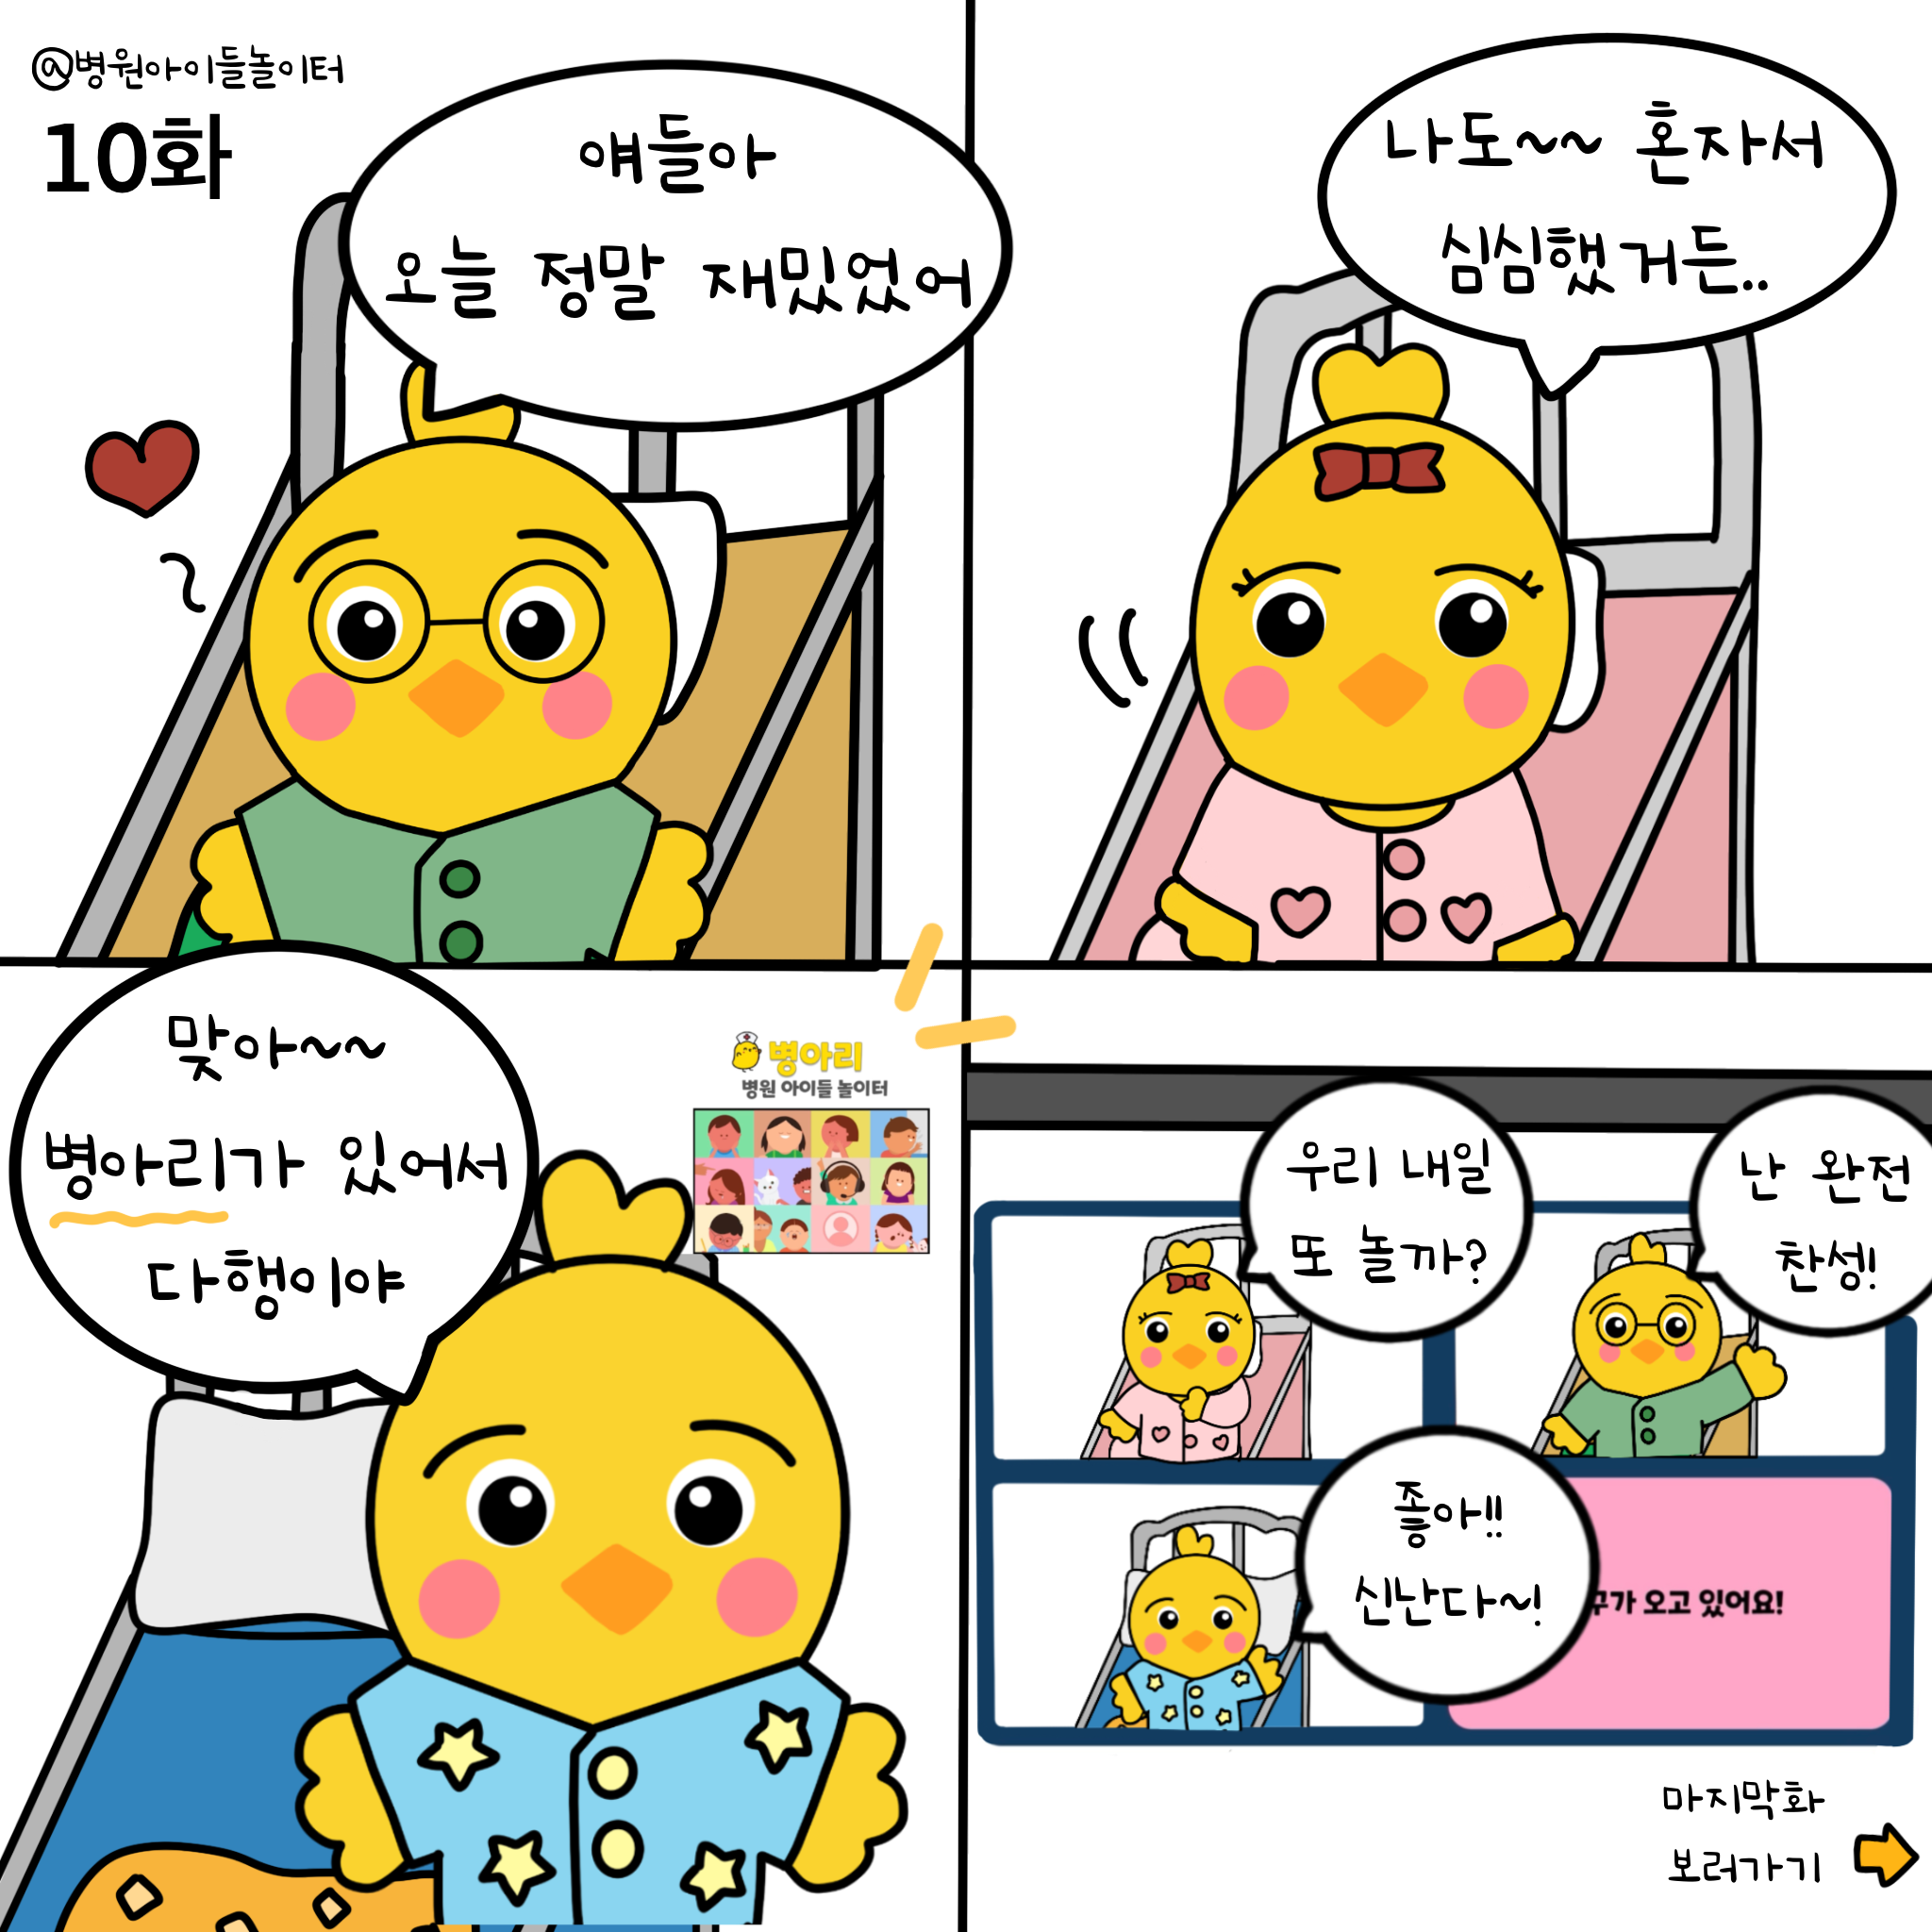 @병원아이들놀이터
10화
얘들아
오늘 정말 재밌었어
나도~~ 혼자서
심심했거든..
맞아~~
병아리가 있어서
다행이야
병아리
병원 아이들 놀이터
우리 내일
또 놀까?
난 완전
찬성!
좋아!!
신난다~!
구가 오고 있어요!
마지막화
보러가기